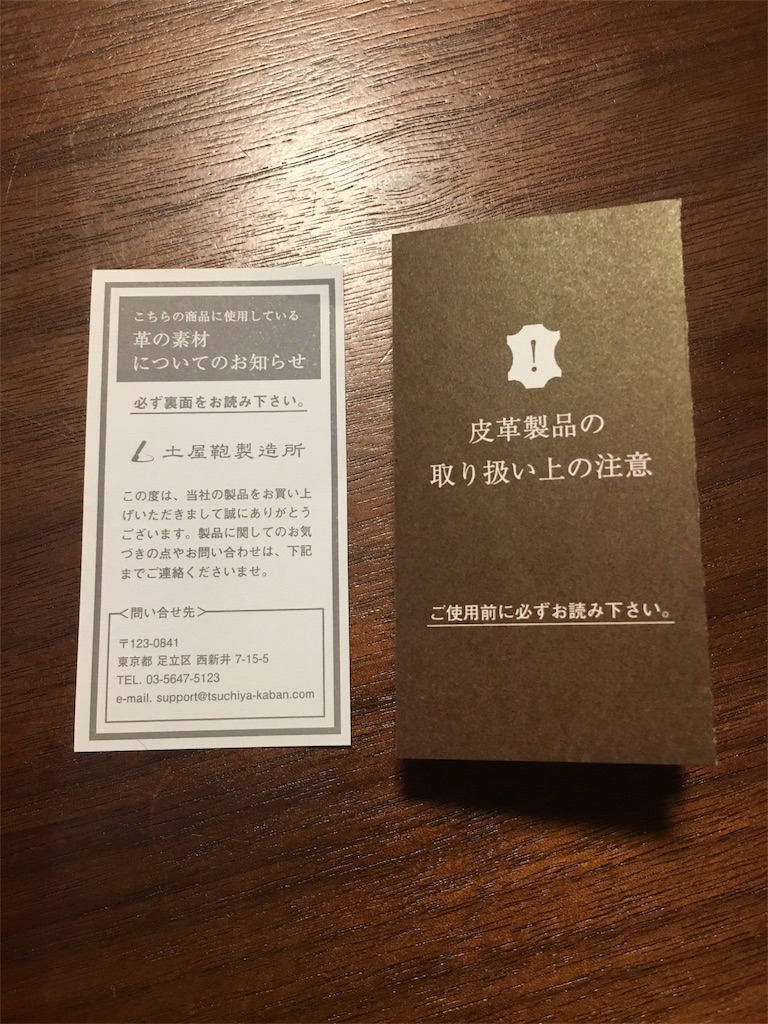 こちらの商品に使用している
革の素材
についてのお知らせ
必ず裏面をお読み下さい。
土屋鞄製造所
この度は、当社の製品をお買い上
げいただきまして誠にありがとう
ございます。製品に関してのお気
づきの点やお問い合わせは、下記
までご連絡くださいませ。
<問い合せ先>
〒123-0841
東京都 足立区 西新井 7-15-5
TEL. 03-5647-5123
e-mail. support@tsuchiya-kaban.com
!
皮革製品の
取り扱い上の注意
ご使用前に必ずお読み下さい。